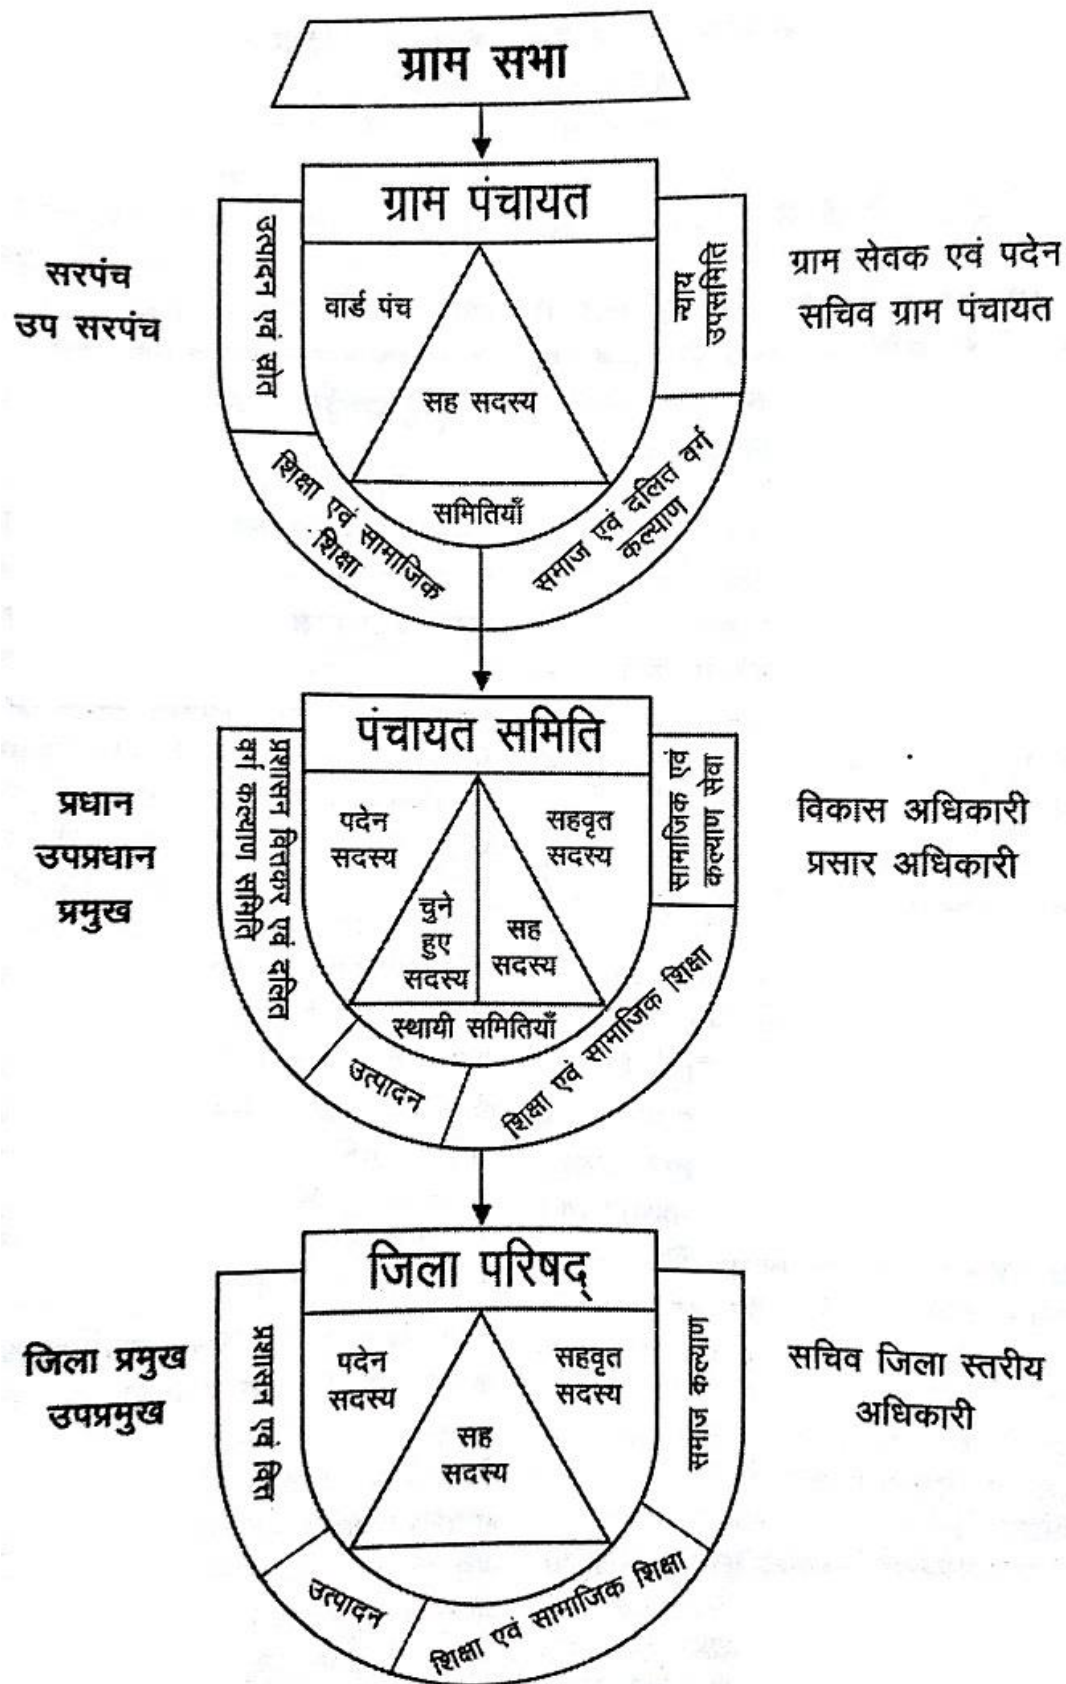 ग्राम सभा
ग्राम पंचायत
सरपंच
उप सरपंच
उत्पादन एवं स्रोत
वार्ड पंच
सह सदस्य
समितियाँ
न्याय
उपसमिति
शिक्षा एवं सामाजिक
शिक्षा
समाज एवं दलित वर्ग
कल्याण
ग्राम सेवक एवं पदेन
सचिव ग्राम पंचायत
पंचायत समिति
प्रधान
उपप्रधान
प्रमुख
प्रशासन वित्तकर एवं दलित
वर्ग कल्याण समिति
पदेन
सदस्य
सहवृत
सदस्य
चुने
हुए
सदस्य
सह
सदस्य
स्थायी समितियाँ
सामाजिक एवं
कल्याण सेवा
उत्पादन
शिक्षा एवं सामाजिक शिक्षा
विकास अधिकारी
प्रसार अधिकारी
जिला परिषद्
जिला प्रमुख
उपप्रमुख
प्रशासन एवं वित्त
पदेन
सदस्य
सहवृत
सदस्य
सह
सदस्य
समाज कल्याण
उत्पादन
शिक्षा एवं सामाजिक शिक्षा
सचिव जिला स्तरीय
अधिकारी